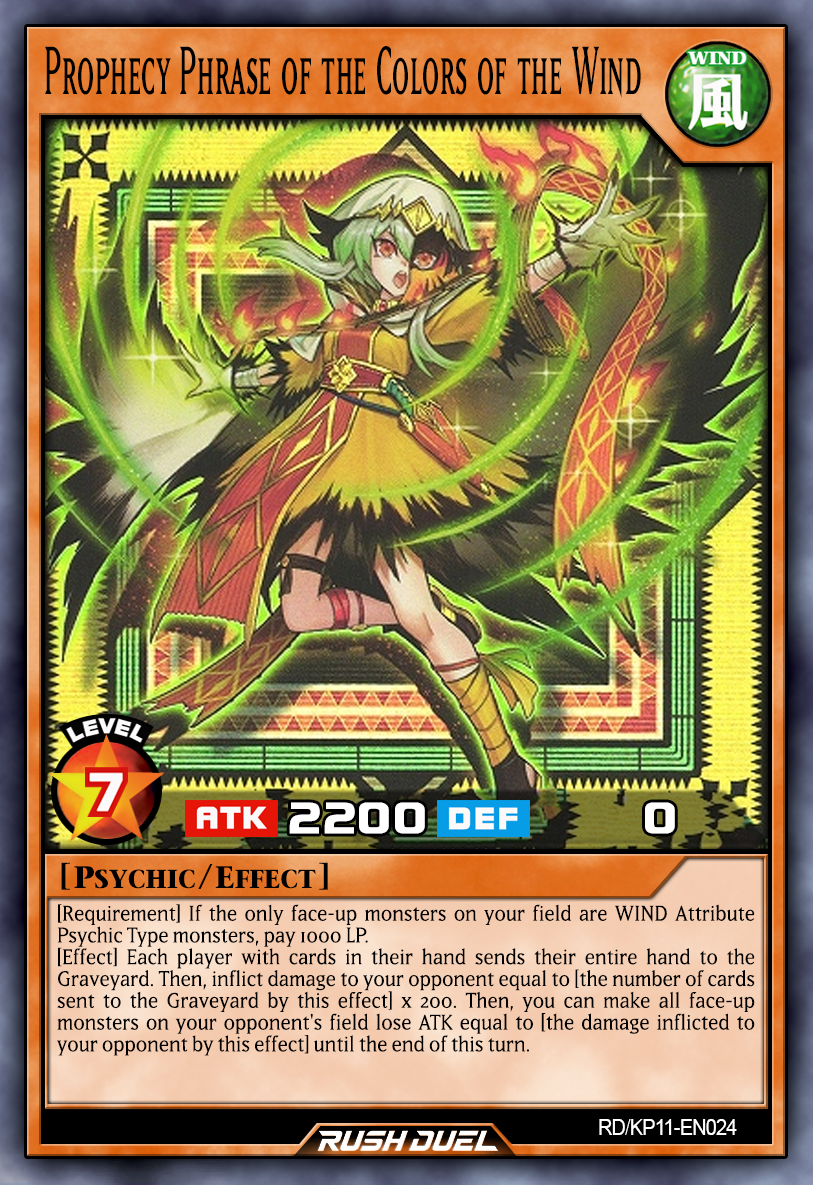 Prophecy Phrase of the Colors of the Wind
WIND
風
LEVEL
7
ATK 2200 DEF 0
[Psychic/Effect]
[Requirement] If the only face-up monsters on your field are WIND Attribute
Psychic Type monsters, pay 1000 LP.
[Effect] Each player with cards in their hand sends their entire hand to the
Graveyard. Then, inflict damage to your opponent equal to [the number of cards
sent to the Graveyard by this effect] x 200. Then, you can make all face-up
monsters on your opponent's field lose ATK equal to [the damage inflicted to
your opponent by this effect] until the end of this turn.
RD/KP11-EN024
RUSH DUEL